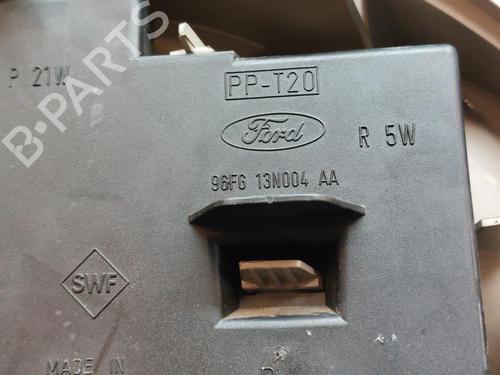 PP-T20
P 21W
Ford
R 5W
96FG 13N004 AA
SWF
MADE IN
B-PARTS